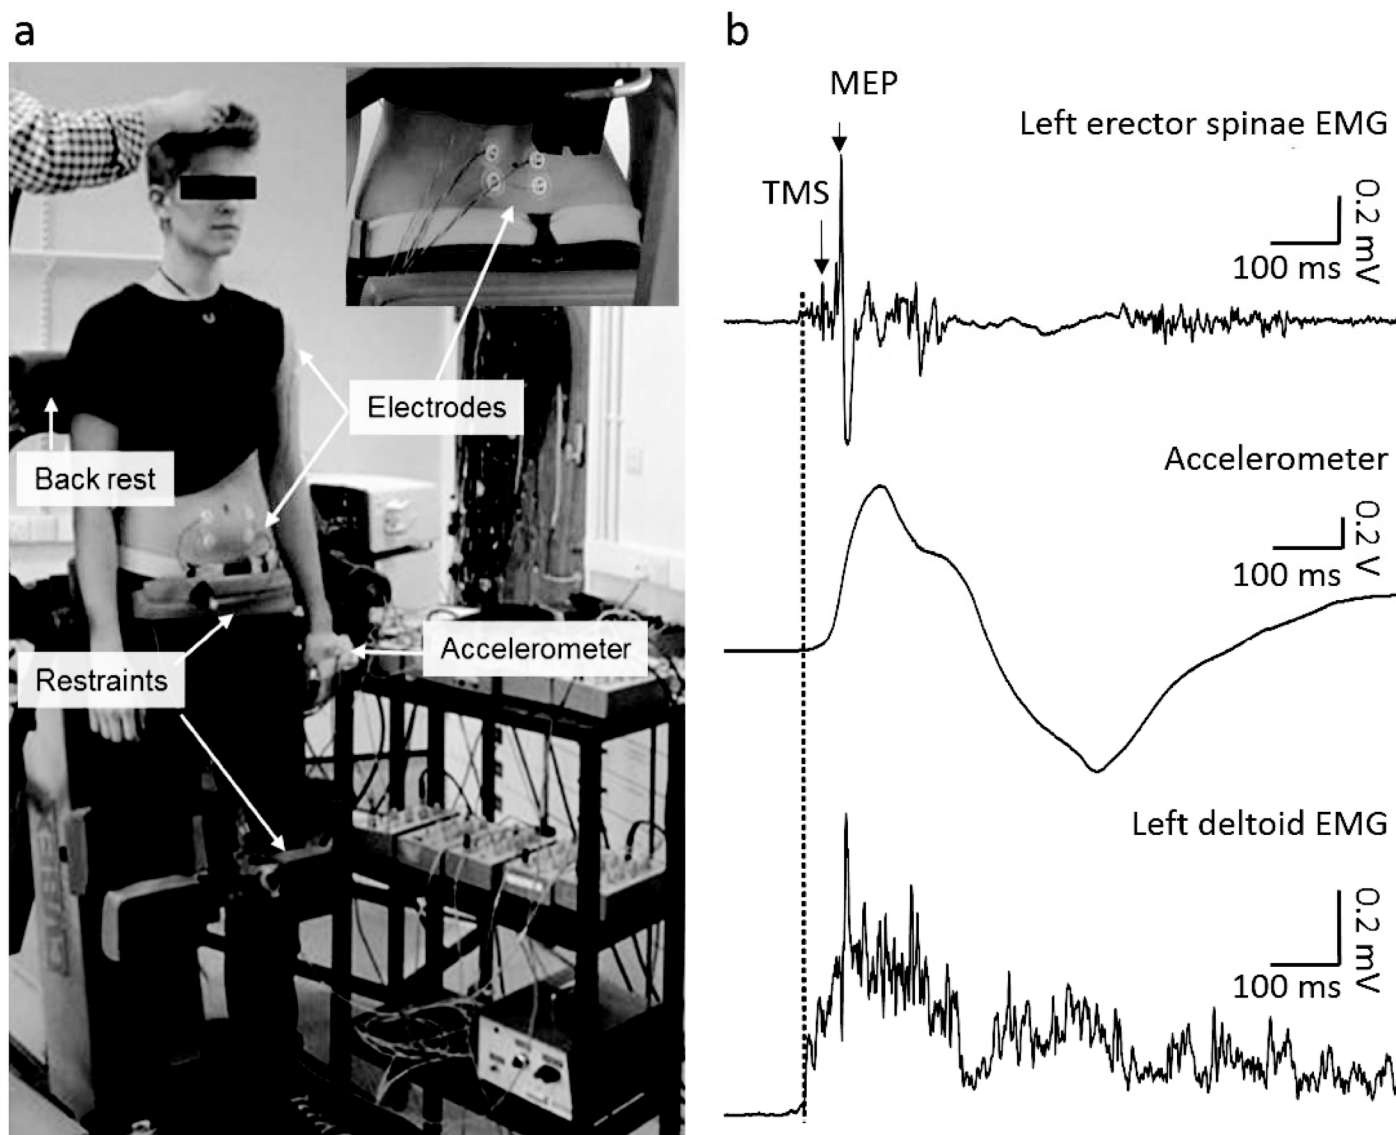 a
b
MEP
Left erector spinae EMG
TMS
0.2 mV
100 ms
Electrodes
Back rest
Accelerometer
0.2 V
100 ms
Accelerometer
Restraints
Left deltoid EMG
0.2 mV
100 ms